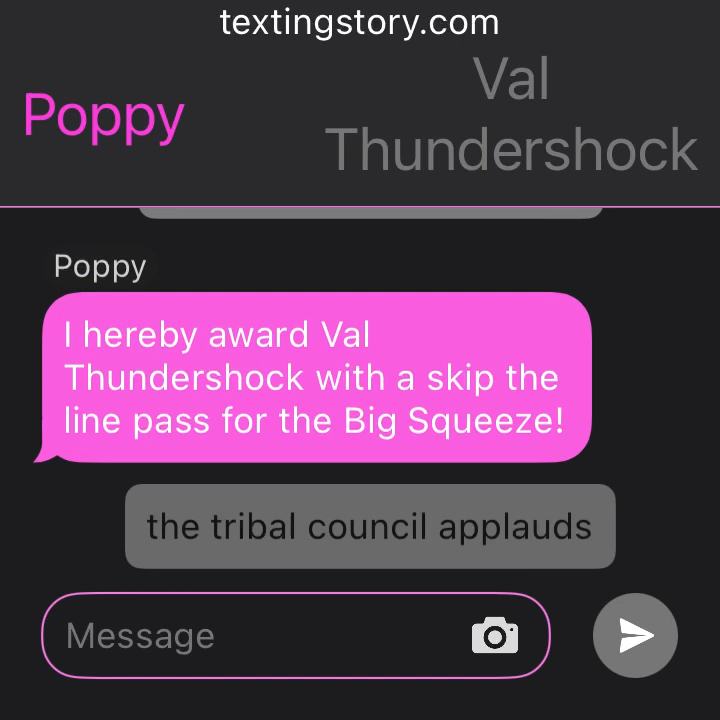 textingstory.com
Poppy
Val
Thundershock
Poppy
I hereby award Val
Thundershock with a skip the
line pass for the Big Squeeze!
the tribal council applauds
Message